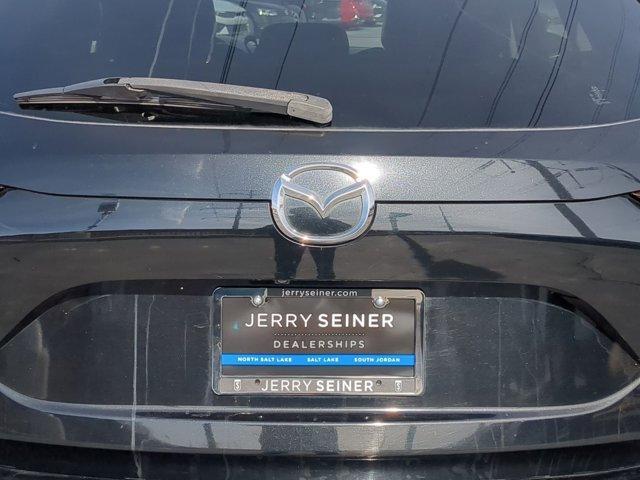 jerryseiner.com
JERRY SEINER
DEALERSHIPS
NORTH SALT LAKE SALT LAKE SOUTH JORDAN
JERRY SEINER